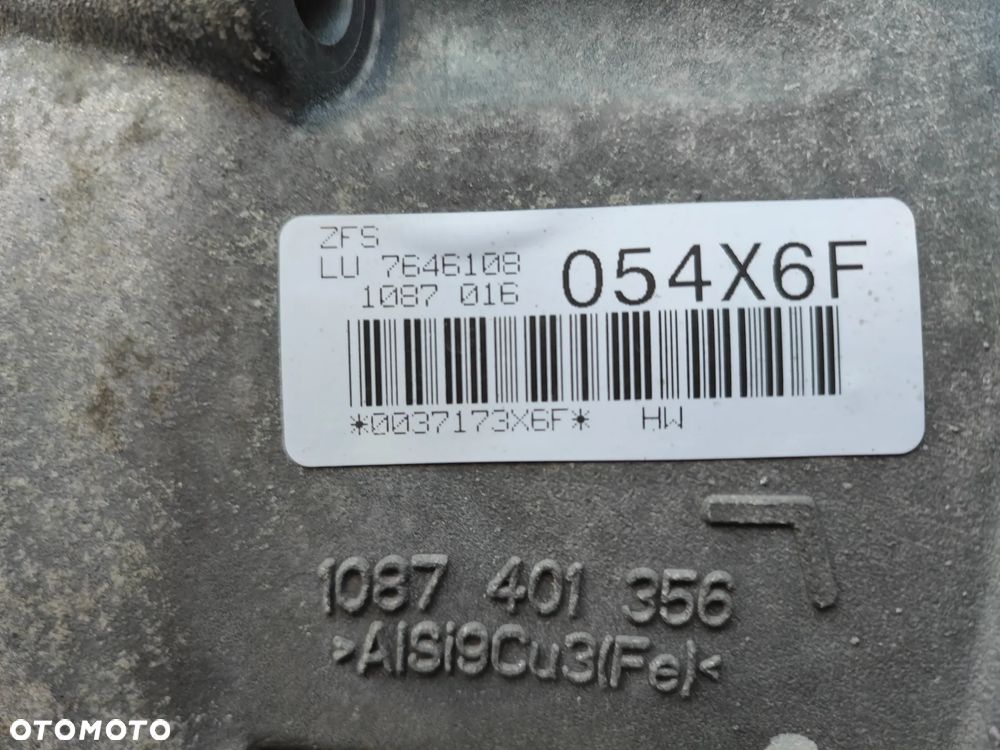 ZFS
LU 7646108
1087 016
054X6F
*0037173X6F* HW
1087 401 356
>AlSi9Cu3(Fe)<
OTOMOTO